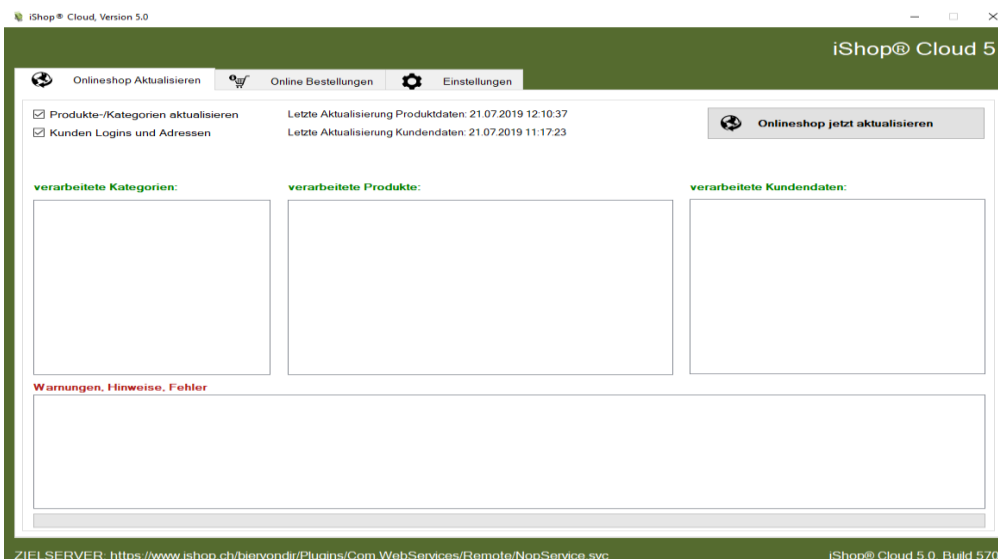 iShop® Cloud, Version 5.0
iShop® Cloud 5
Onlineshop Aktualisieren
Online Bestellungen
Einstellungen
Produkte-/Kategorien aktualisieren
Letzte Aktualisierung Produktdaten: 21.07.2019 12:10:37
Kunden Logins und Adressen
Letzte Aktualisierung Kundendaten: 21.07.2019 11:17:23
Onlineshop jetzt aktualisieren
verarbeitete Kategorien:
verarbeitete Produkte:
verarbeitete Kundendaten:
Warnungen, Hinweise, Fehler
ZIELSERVER: https://www.ishop.ch/biervondir/Plugins/Com.WebServices/Remote/NopService.svc
iShop® Cloud 5.0, Build 570